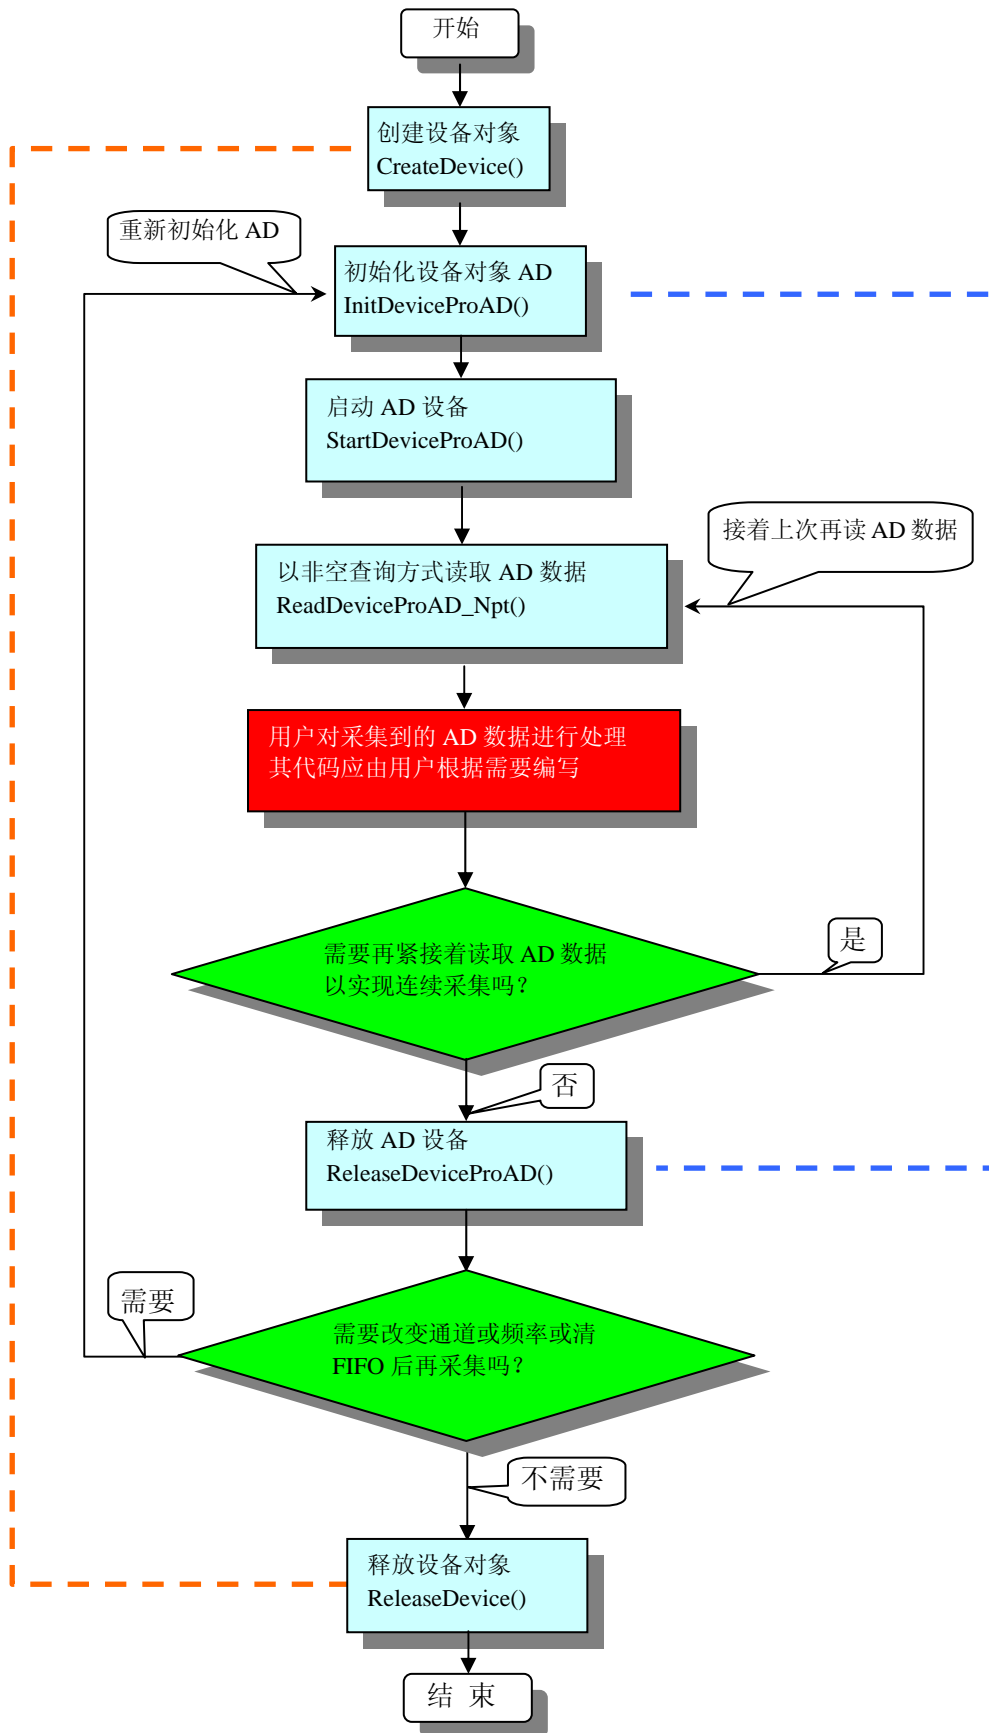 开始
创建设备对象
CreateDevice()
重新初始化 AD
初始化设备对象 AD
InitDeviceProAD()
启动 AD 设备
StartDeviceProAD()
接着上次再读 AD 数据
以非空查询方式读取 AD 数据
ReadDeviceProAD_Npt()
用户对采集到的 AD 数据进行处理
其代码应由用户根据需要编写
需要再紧接着读取 AD 数据
以实现连续采集吗？
是
否
释放 AD 设备
ReleaseDeviceProAD()
需要
需要改变通道或频率或清
FIFO 后再采集吗？
不需要
释放设备对象
ReleaseDevice()
结 束